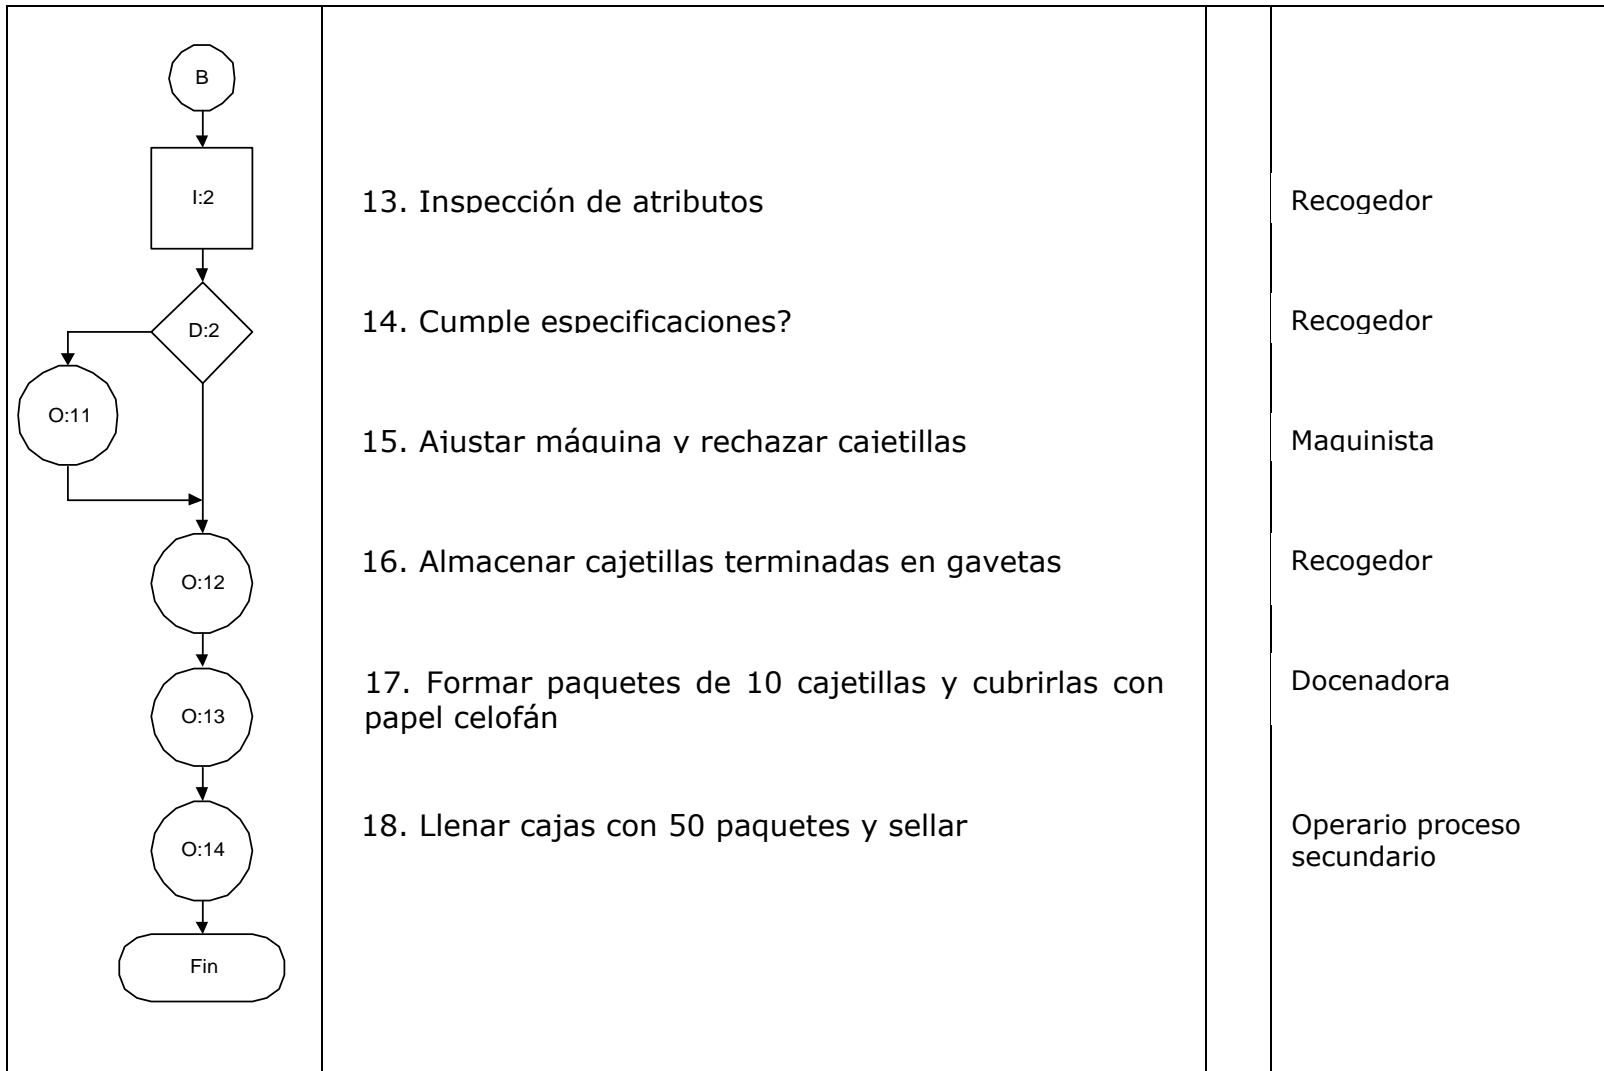 B
I:2
13. Inspección de atributos
Recogedor
D:2
14. Cumple especificaciones?
Recogedor
O:11
15. Ajustar máquina y rechazar cajetillas
Maquinista
O:12
16. Almacenar cajetillas terminadas en gavetas
Recogedor
O:13
17. Formar paquetes de 10 cajetillas y cubrirlas con
papel celofán
Docenadora
O:14
18. Llenar cajas con 50 paquetes y sellar
Operario proceso
secundario
Fin